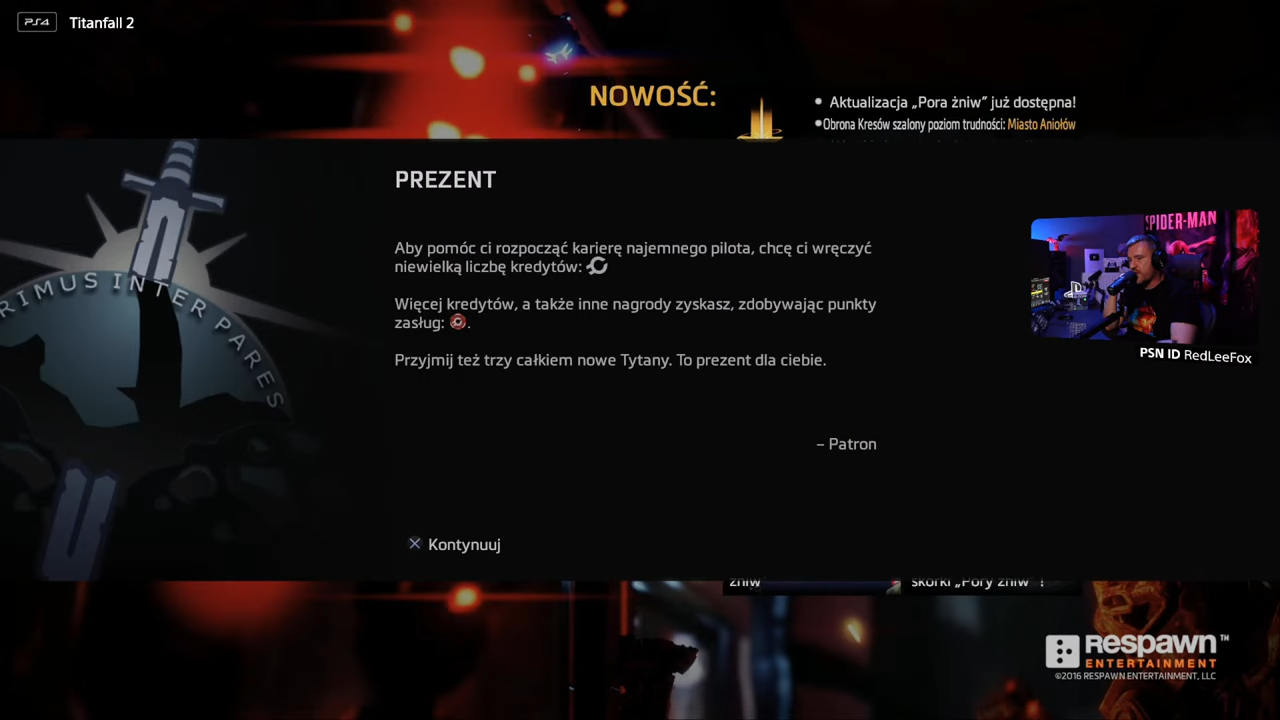 PS4 Titanfall 2
NOWOŚĆ:
Aktualizacja „Pora żniw” już dostępna!
Obrona Kresów szalony poziom trudności: Miasto Aniołów
PREZENT
RIMUS INTER PARES
Aby pomóc ci rozpocząć karierę najemnego pilota, chcę ci wręczyć
niewielką liczbę kredytów:
Więcej kredytów, a także inne nagrody zyskasz, zdobywając punkty
zasług: .
Przyjmij też trzy całkiem nowe Tytany. To prezent dla ciebie.
– Patron
Kontynuuj
SPIDER-MAN
PSN ID RedLeeFox
żniw
skórki „Pory żniw” !
Respawn™
ENTERTAINMENT
©2016 RESPAWN ENTERTAINMENT, LLC